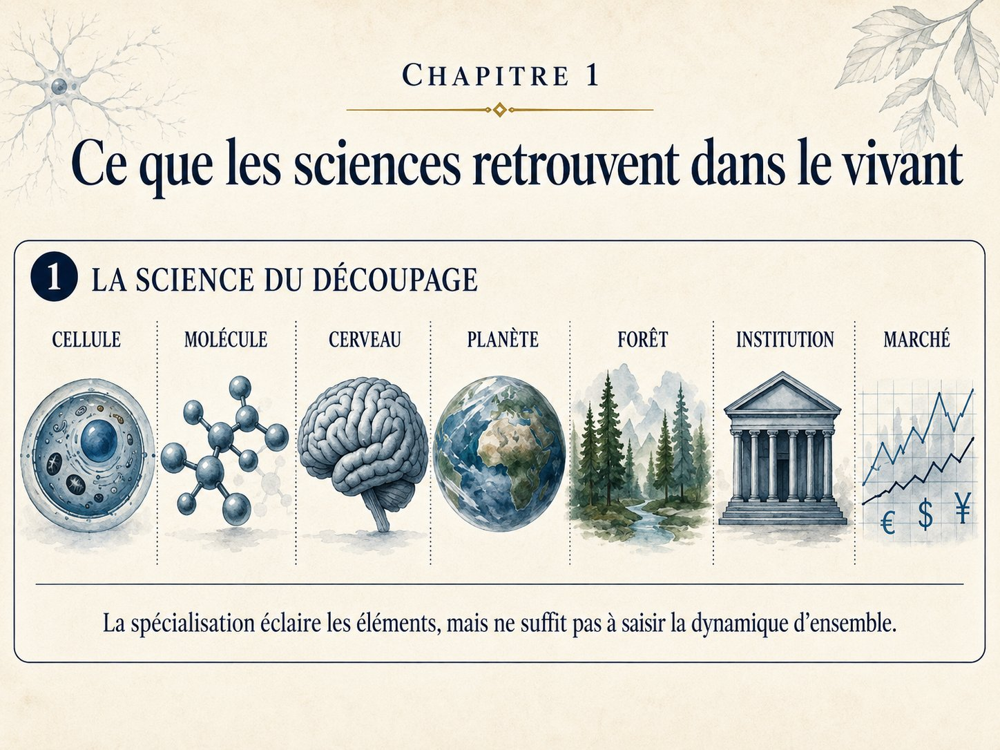 CHAPITRE 1
Ce que les sciences retrouvent dans le vivant
1 LA SCIENCE DU DÉCOUPAGE
CELLULE MOLÉCULE CERVEAU PLANÈTE FORÊT INSTITUTION MARCHÉ
€ $ ¥
La spécialisation éclaire les éléments, mais ne suffit pas à saisir la dynamique d’ensemble.